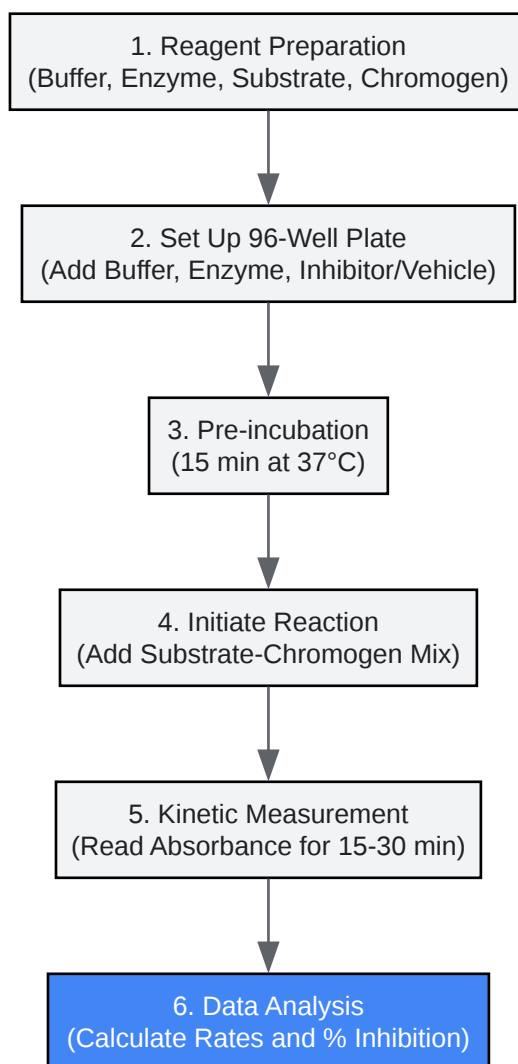 1. Reagent Preparation
(Buffer, Enzyme, Substrate, Chromogen)
2. Set Up 96-Well Plate
(Add Buffer, Enzyme, Inhibitor/Vehicle)
3. Pre-incubation
(15 min at 37°C)
4. Initiate Reaction
(Add Substrate-Chromogen Mix)
5. Kinetic Measurement
(Read Absorbance for 15-30 min)
6. Data Analysis
(Calculate Rates and % Inhibition)